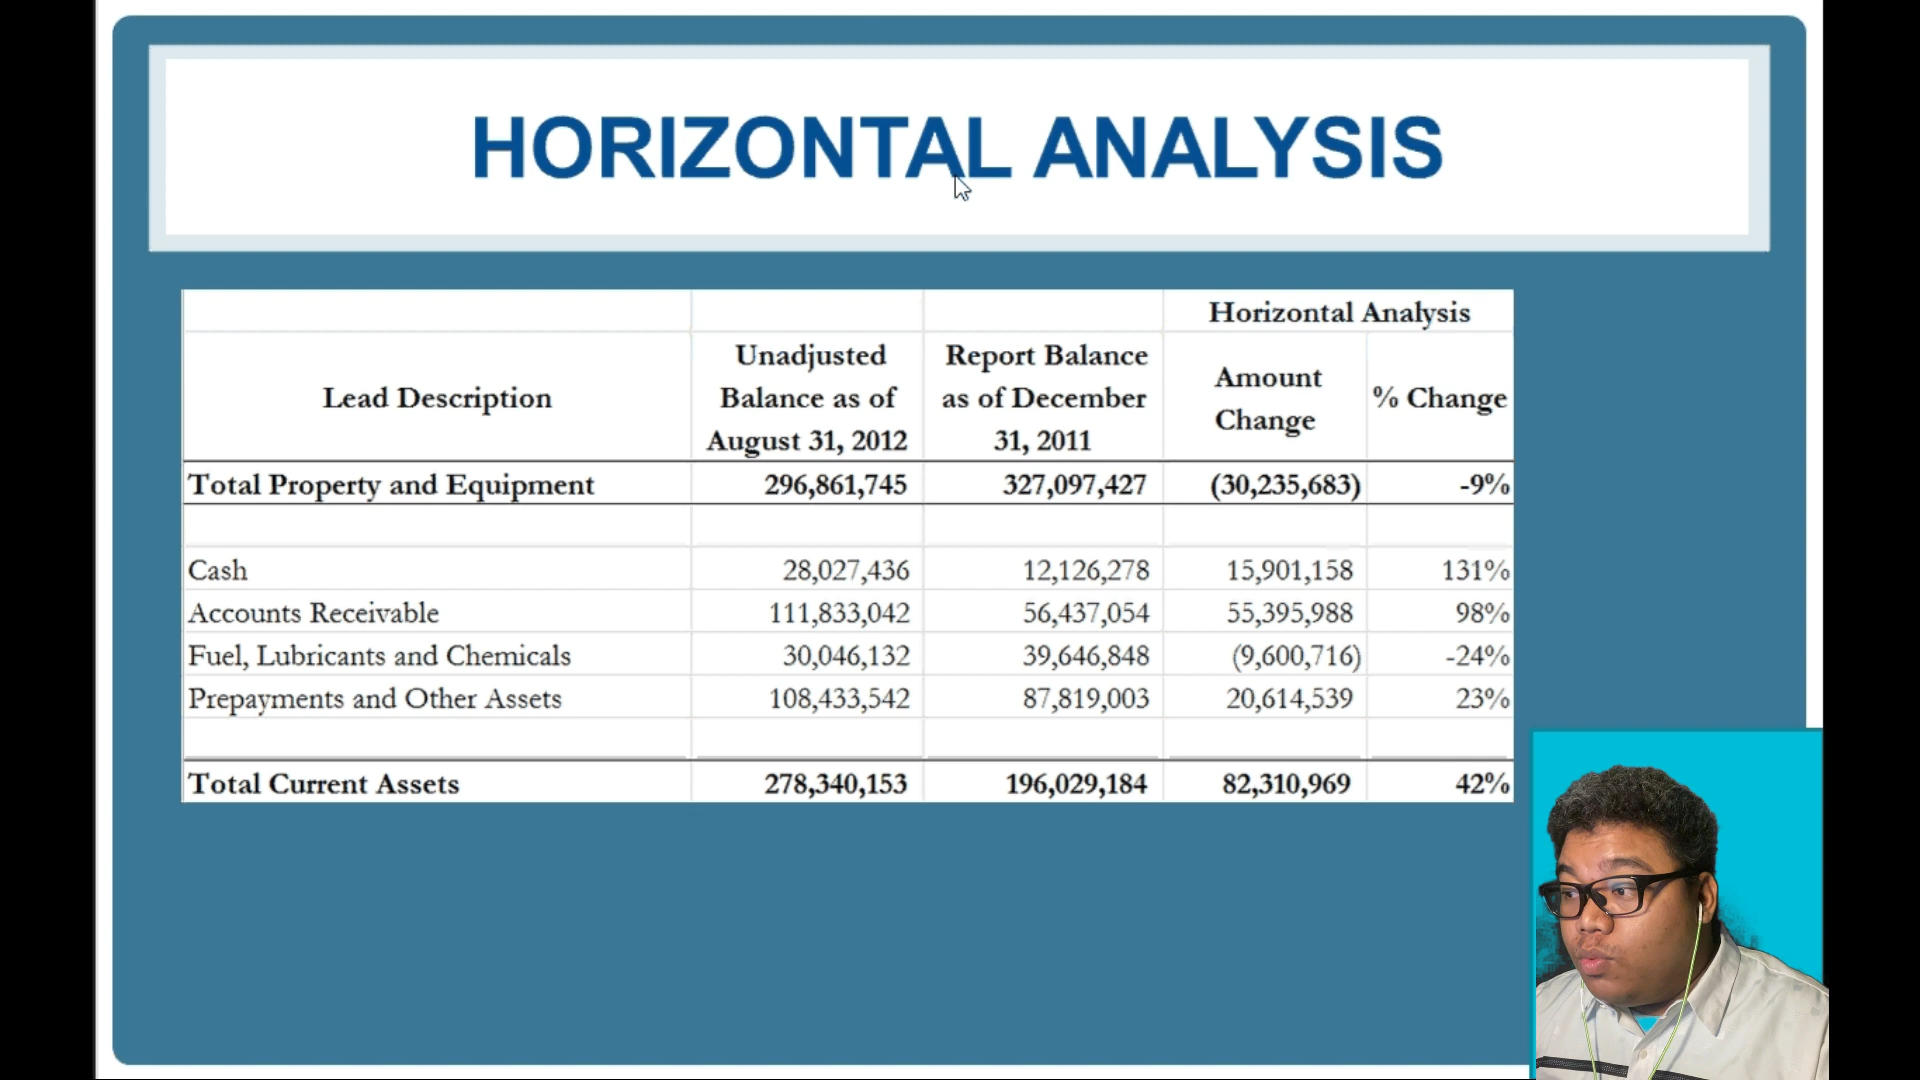 HORIZONTAL ANALYSIS
Horizontal Analysis
Lead Description Unadjusted Balance as of August 31, 2012 Report Balance as of December 31, 2011 Amount Change % Change
Total Property and Equipment 296,861,745 327,097,427 (30,235,683) -9%
Cash 28,027,436 12,126,278 15,901,158 131%
Accounts Receivable 111,833,042 56,437,054 55,395,988 98%
Fuel, Lubricants and Chemicals 30,046,132 39,646,848 (9,600,716) -24%
Prepayments and Other Assets 108,433,542 87,819,003 20,614,539 23%
Total Current Assets 278,340,153 196,029,184 82,310,969 42%